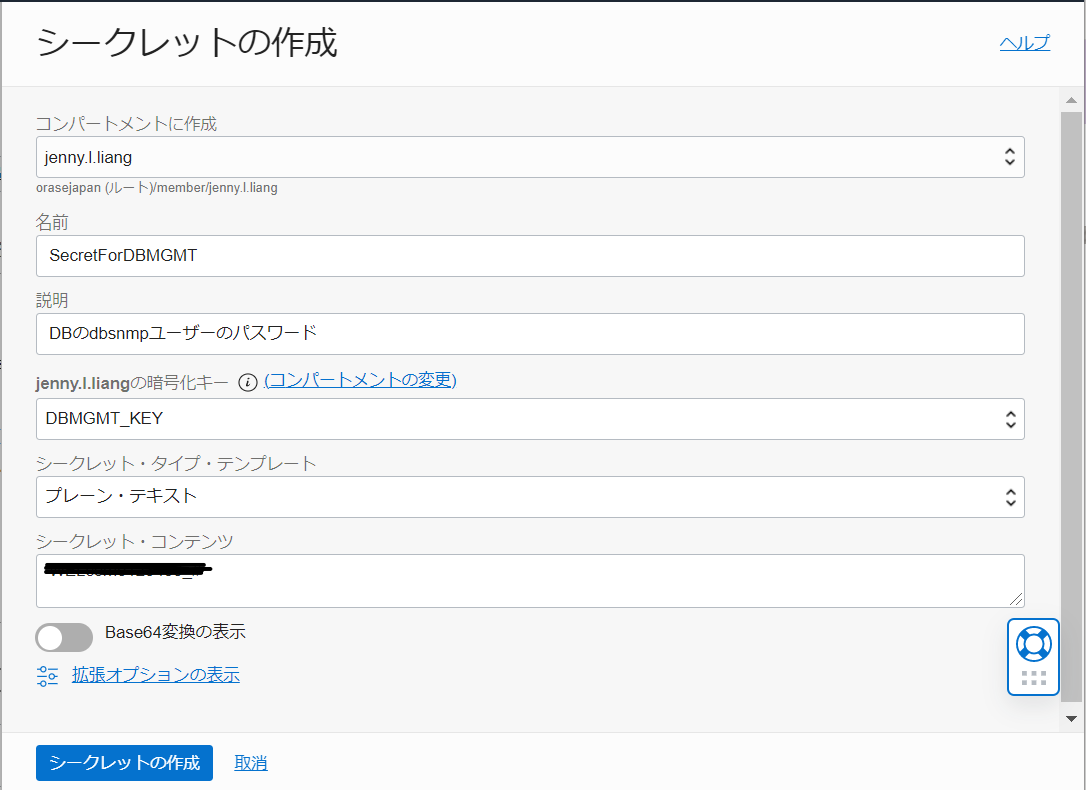 シークレットの作成
ヘルプ
コンパートメントに作成
jenny.l.liang
orasejapan (ルート)/member/jenny.l.liang
名前
SecretForDBMGMT
説明
DBのdbsnmpユーザーのパスワード
jenny.l.liangの暗号化キー (コンパートメントの変更)
DBMGMT_KEY
シークレット・タイプ・テンプレート
プレーン・テキスト
シークレット・コンテンツ
Base64変換の表示
拡張オプションの表示
シークレットの作成 取消